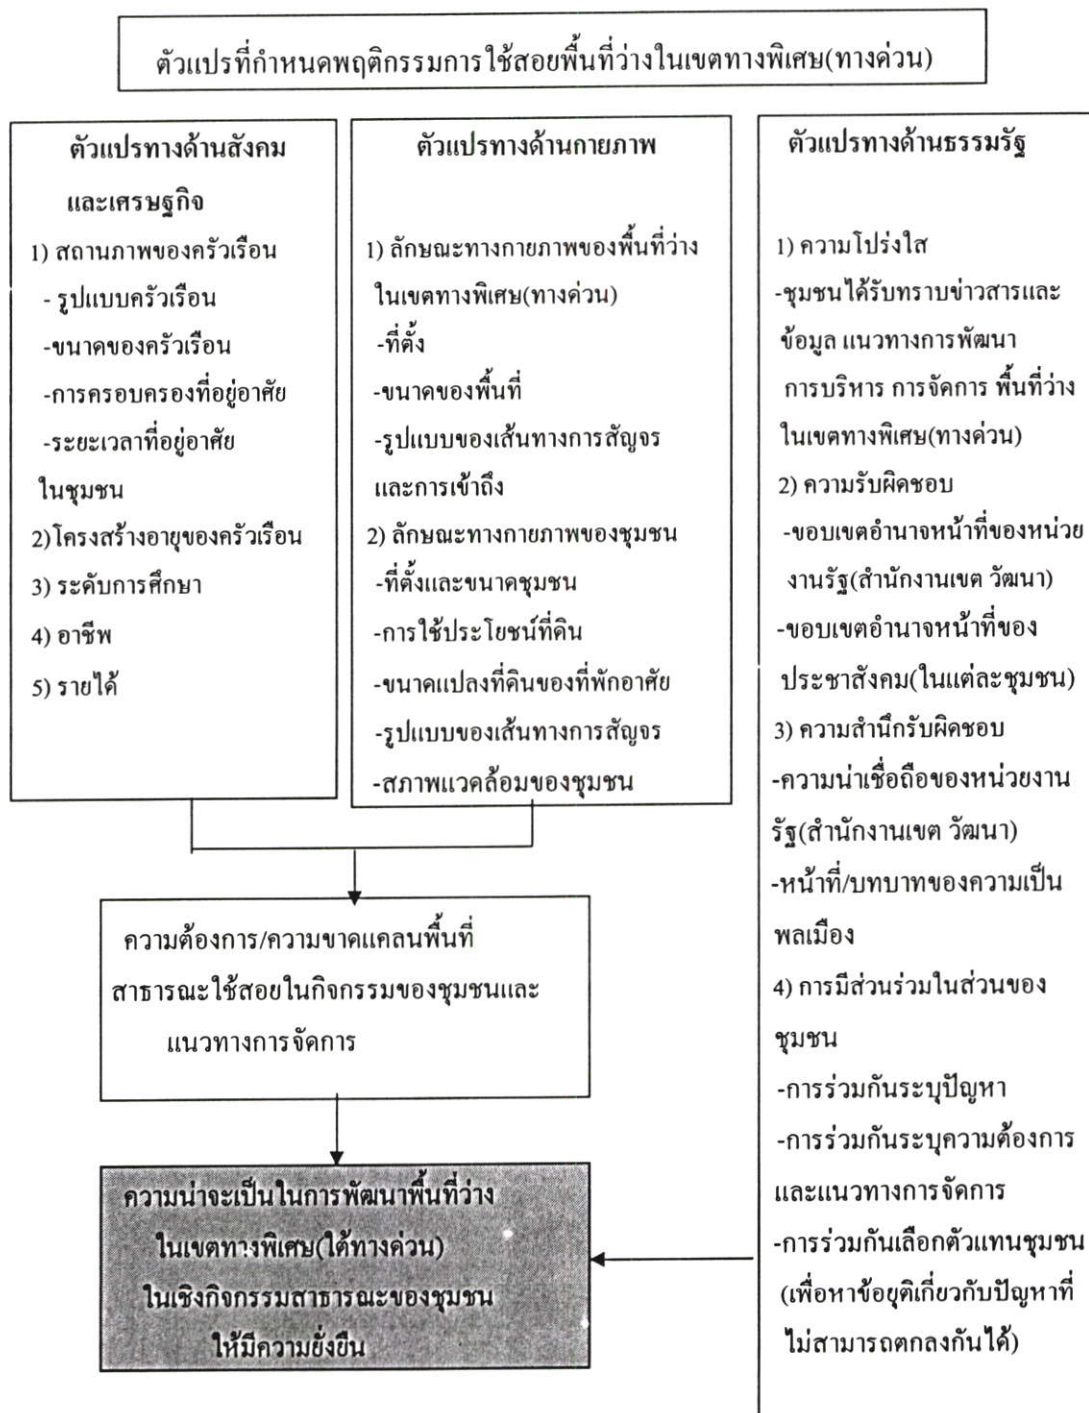 ตัวแปรที่กำหนดพฤติกรรมการใช้สอยพื้นที่ว่างในเขตทางพิเศษ(ทางด่วน)
ตัวแปรทางด้านสังคม
และเศรษฐกิจ
1) สถานภาพของครัวเรือน
- รูปแบบครัวเรือน
-ขนาดของครัวเรือน
-การครอบครองที่อยู่อาศัย
-ระยะเวลาที่อยู่อาศัย
ในชุมชน
2)โครงสร้างอายุของครัวเรือน
3) ระดับการศึกษา
4) อาชีพ
5) รายได้
ตัวแปรทางด้านกายภาพ
1) ลักษณะทางกายภาพของพื้นที่ว่าง
ในเขตทางพิเศษ(ทางด่วน)
-ที่ตั้ง
-ขนาดของพื้นที่
-รูปแบบของเส้นทางการสัญจร
และการเข้าถึง
2) ลักษณะทางกายภาพของชุมชน
-ที่ตั้งและขนาดชุมชน
-การใช้ประโยชน์ที่ดิน
-ขนาดแปลงที่ดินของที่พักอาศัย
-รูปแบบของเส้นทางการสัญจร
-สภาพแวดล้อมของชุมชน
ตัวแปรทางด้านธรรมรัฐ
1) ความโปร่งใส
-ชุมชนได้รับทราบข่าวสารและ
ข้อมูล แนวทางการพัฒนา
การบริหาร การจัดการ พื้นที่ว่าง
ในเขตทางพิเศษ(ทางด่วน)
2) ความรับผิดชอบ
-ขอบเขตอำนาจหน้าที่ของหน่วย
งานรัฐ(สำนักงานเขต วัฒนา)
-ขอบเขตอำนาจหน้าที่ของ
ประชาสังคม(ในแต่ละชุมชน)
3) ความสำนึกรับผิดชอบ
-ความน่าเชื่อถือของหน่วยงาน
รัฐ(สำนักงานเขต วัฒนา)
-หน้าที่/บทบาทของความเป็น
พลเมือง
4) การมีส่วนร่วมในส่วนของ
ชุมชน
-การร่วมกันระบุปัญหา
-การร่วมกันระบุความต้องการ
และแนวทางการจัดการ
-การร่วมกันเลือกตัวแทนชุมชน
(เพื่อหาข้อยุติเกี่ยวกับปัญหาที่
ไม่สามารถตกลงกันได้)
ความต้องการ/ความขาดแคลนพื้นที่
สาธารณะใช้สอยในกิจกรรมของชุมชนและ
แนวทางการจัดการ
ความน่าจะเป็นในการพัฒนาพื้นที่ว่าง
ในเขตทางพิเศษ(ใต้ทางด่วน)
ในเชิงกิจกรรมสาธารณะของชุมชน
ให้มีความยั่งยืน